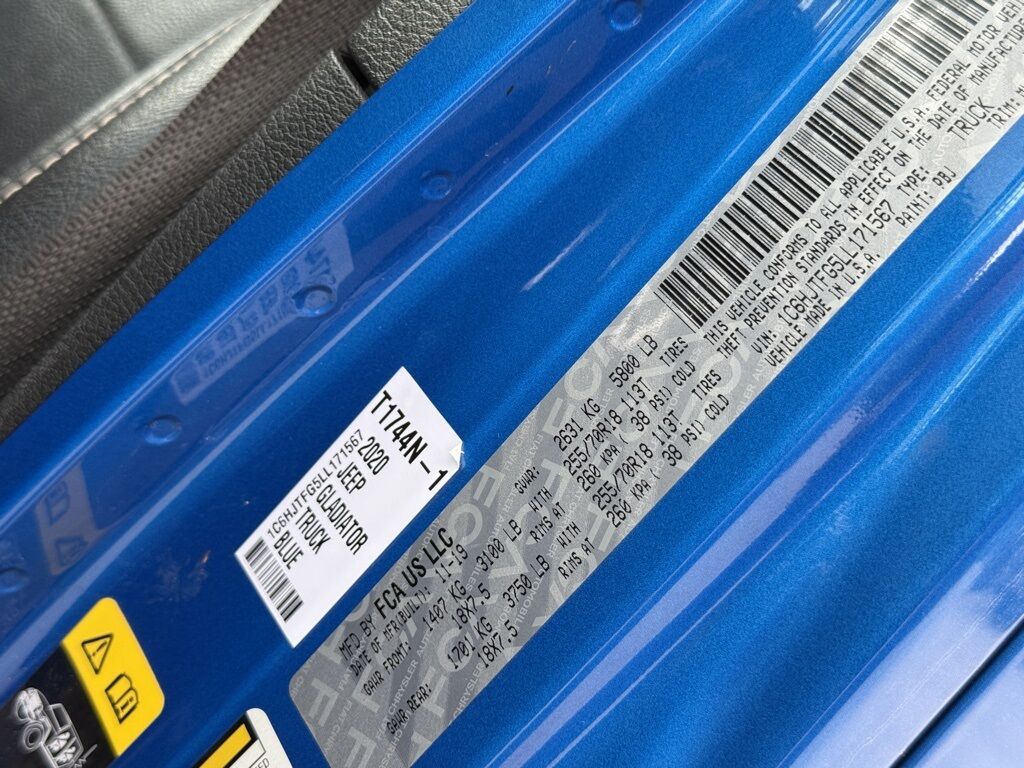 T1744N-1
1C6HJTFG5LL171567
2020
JEEP
GLADIATOR
TRUCK
BLUE
MFD BY FCA US LLC
DATE OF MFR(BUILT): 11-19 GVWR: 2631 KG 5800 LB
GAWR FRONT: 1407 KG 3100 LB WITH 255/70R18 113T TIRES
18X7.5 RIMS AT 260 KPA ( 38 PSI) COLD
GAWR REAR: 1701 KG 3750 LB WITH 255/70R18 113T TIRES
18X7.5 RIMS AT 260 KPA ( 38 PSI) COLD
THIS VEHICLE CONFORMS TO ALL APPLICABLE U.S.A. FEDERAL MOTOR
THEFT PREVENTION STANDARDS IN EFFECT ON THE DATE OF MANUFACTURE
VIN: 1C6HJTFG5LL171567 TYPE: TRUCK
VEHICLE MADE IN U.S.A. PAINT: PBJ TRIM: